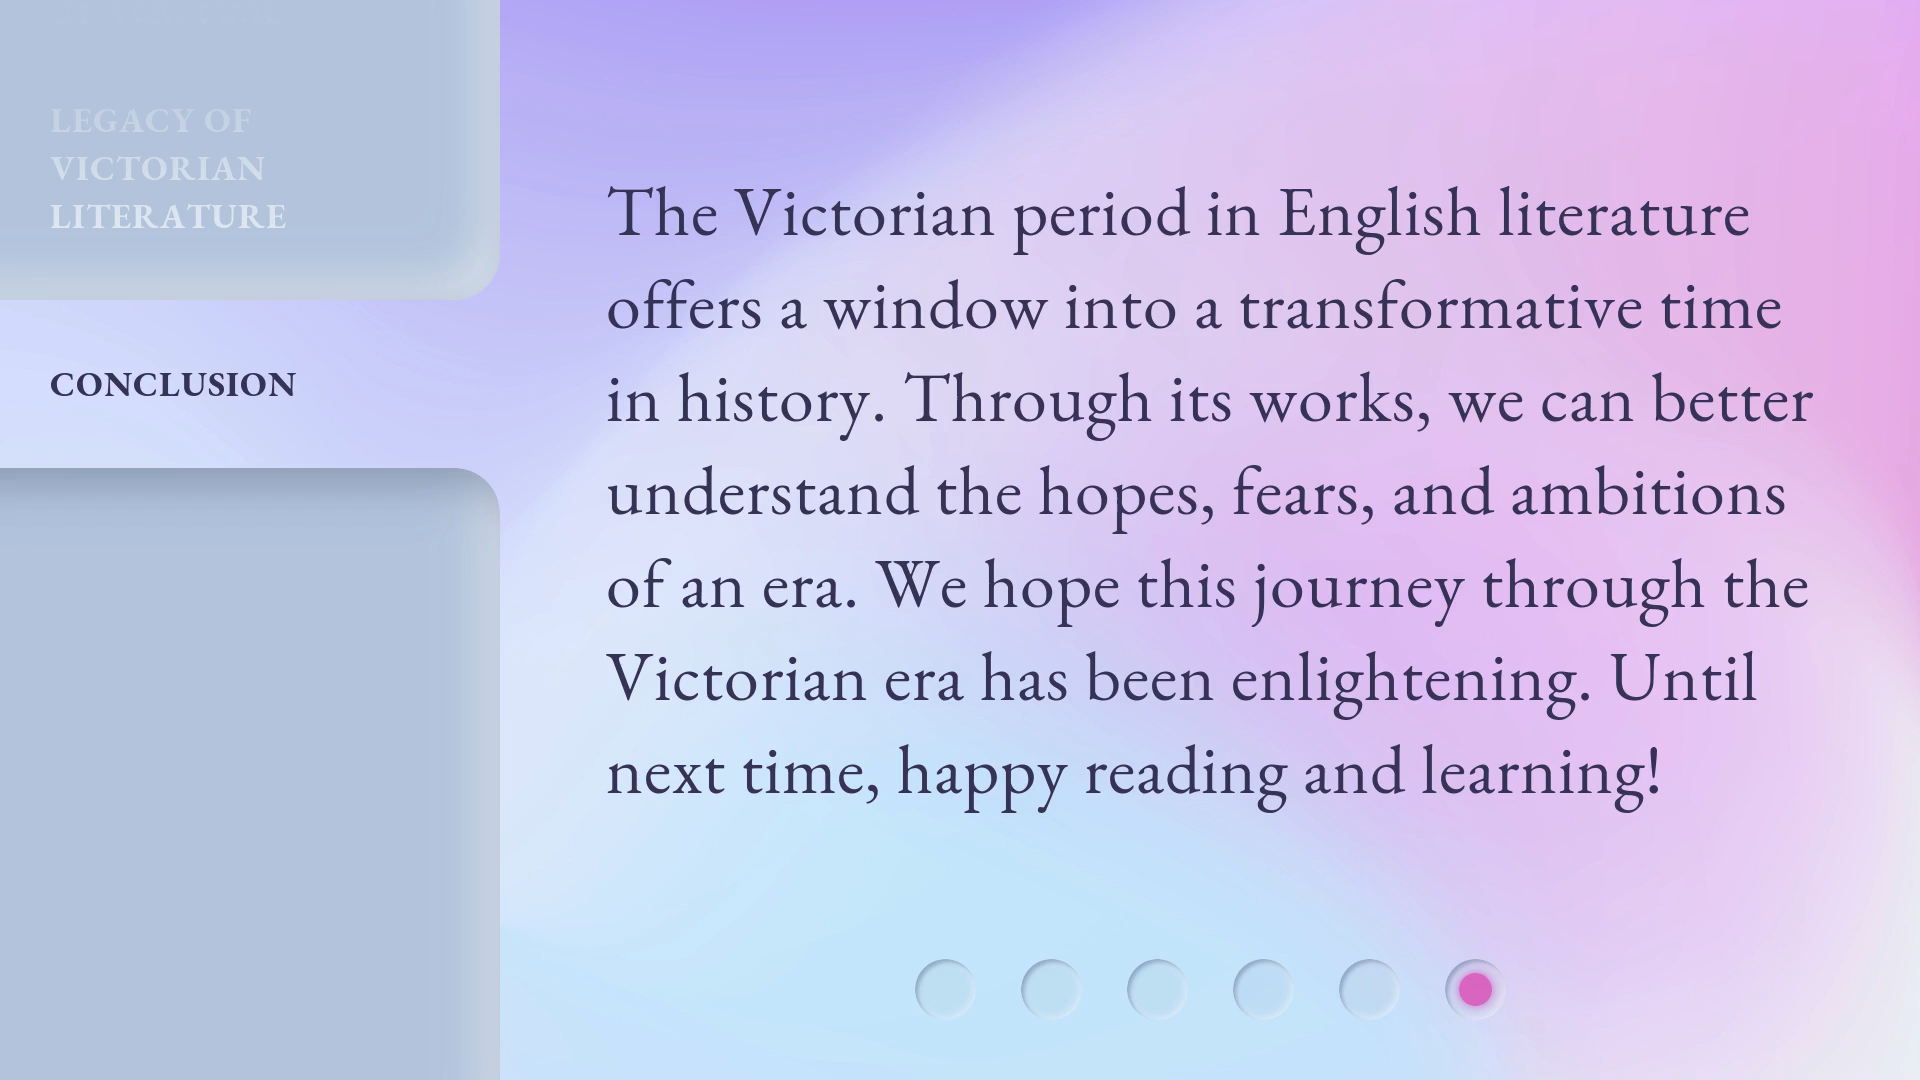 LEGACY OF
VICTORIAN
LITERATURE
CONCLUSION
The Victorian period in English literature
offers a window into a transformative time
in history. Through its works, we can better
understand the hopes, fears, and ambitions
of an era. We hope this journey through the
Victorian era has been enlightening. Until
next time, happy reading and learning!